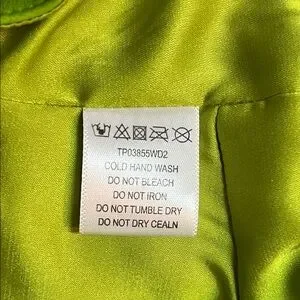 TP03855WD2
COLD HAND WASH
DO NOT BLEACH
DO NOT IRON
DO NOT TUMBLE DRY
DO NOT DRY CEALN